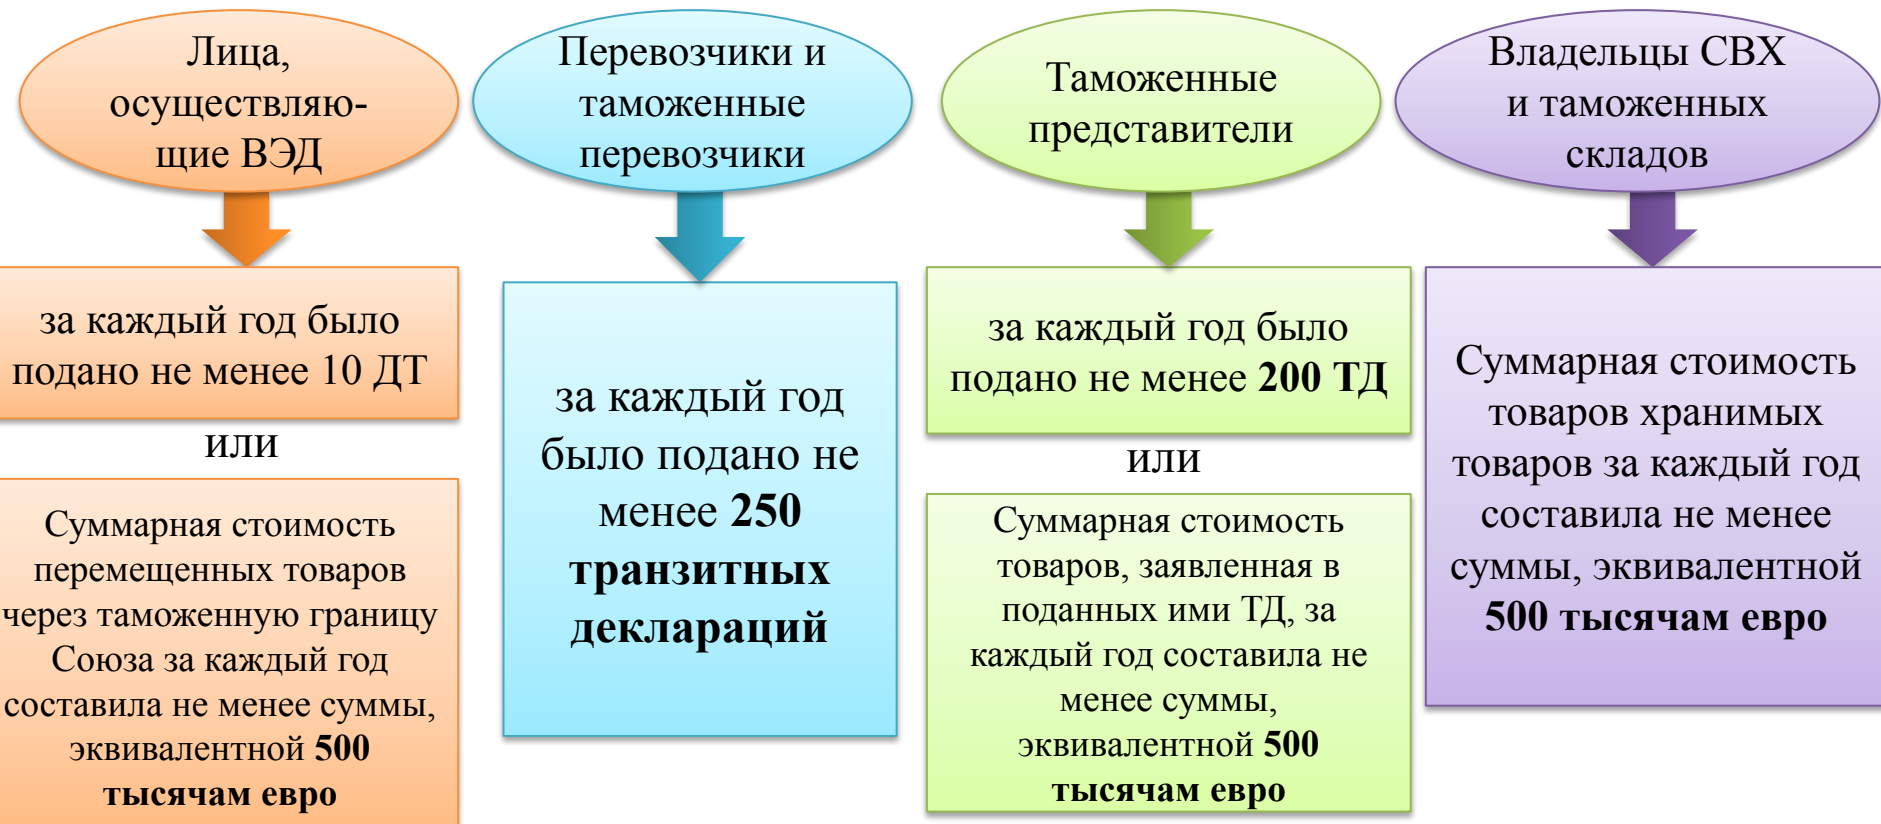 Лица,
осуществляю-
щие ВЭД
за каждый год было
подано не менее 10 ДТ
или
Суммарная стоимость
перемещенных товаров
через таможенную границу
Союза за каждый год
составила не менее суммы,
эквивалентной 500
тысячам евро
Перевозчики и
таможенные
перевозчики
за каждый год
было подано не
менее 250
транзитных
деклараций
Таможенные
представители
за каждый год было
подано не менее 200 ТД
или
Суммарная стоимость
товаров, заявленная в
поданных ими ТД, за
каждый год составила не
менее суммы,
эквивалентной 500
тысячам евро
Владельцы СВХ
и таможенных
складов
Суммарная стоимость
товаров хранимых
товаров за каждый год
составила не менее
суммы, эквивалентной
500 тысячам евро